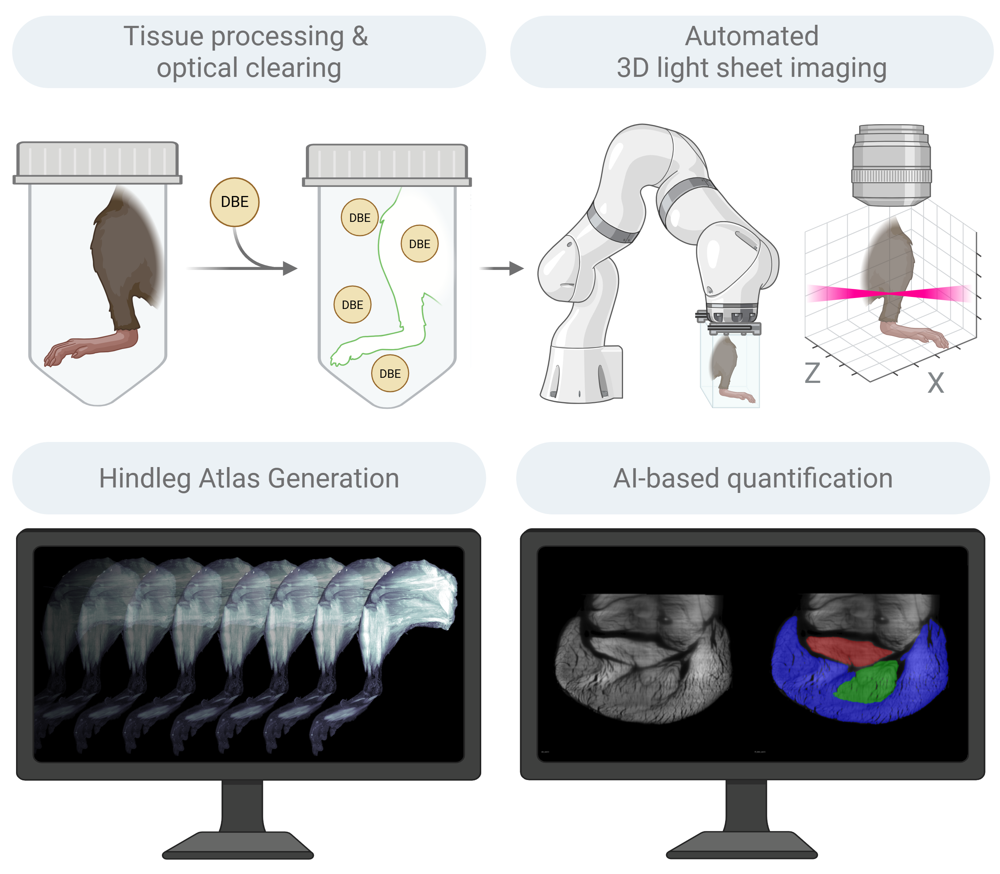 Tissue processing &
optical clearing
Automated
3D light sheet imaging
DBE
DBE
DBE
DBE
DBE
Z
X
Hindleg Atlas Generation
AI-based quantification